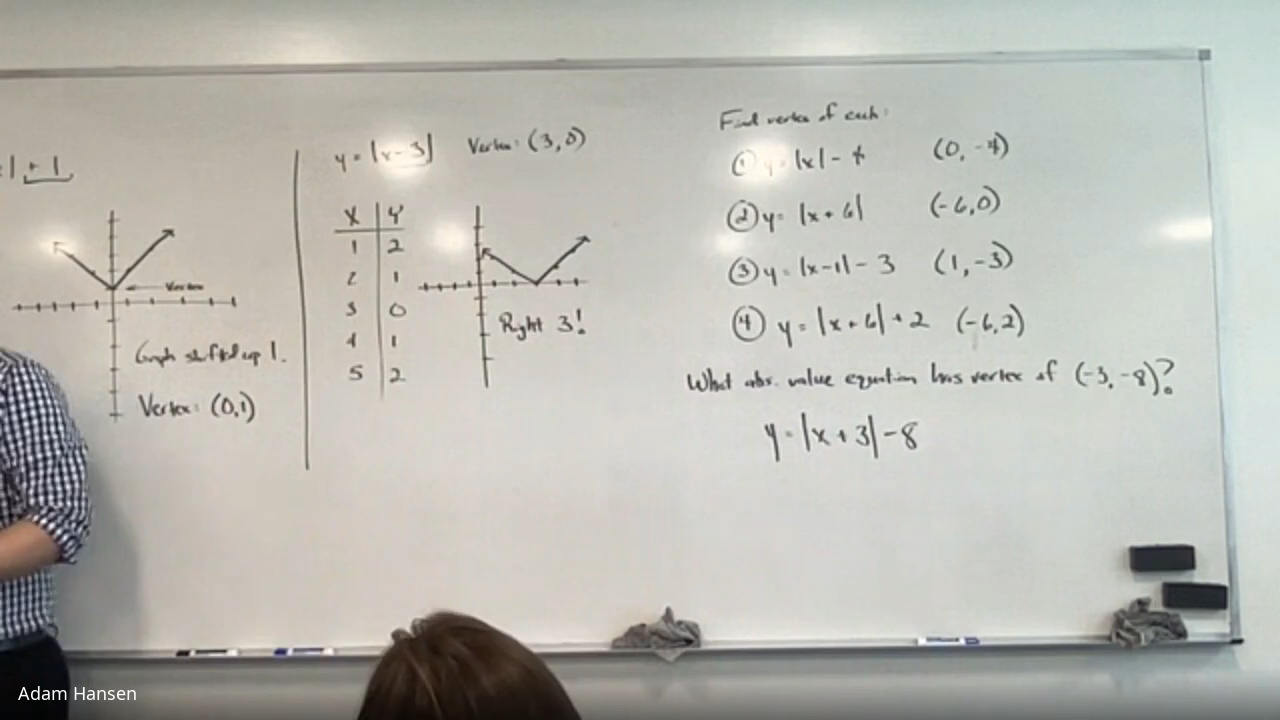 | + 1
Vertex
Graph shifted up 1.
Vertex: (0,1)
y = |x - 3| Vertex: (3,0)
X Y
1 2
2 1
3 0
4 1
5 2
Right 3!
Find vertex of each:
① y = |x| - 4 (0, -4)
② y = |x + 6| (-6,0)
③ y = |x-1| - 3 (1, -3)
④ y = |x + 6| + 2 (-6,2)
What abs. value equation has vertex of (-3, -8)?
y = |x + 3| - 8
Adam Hansen